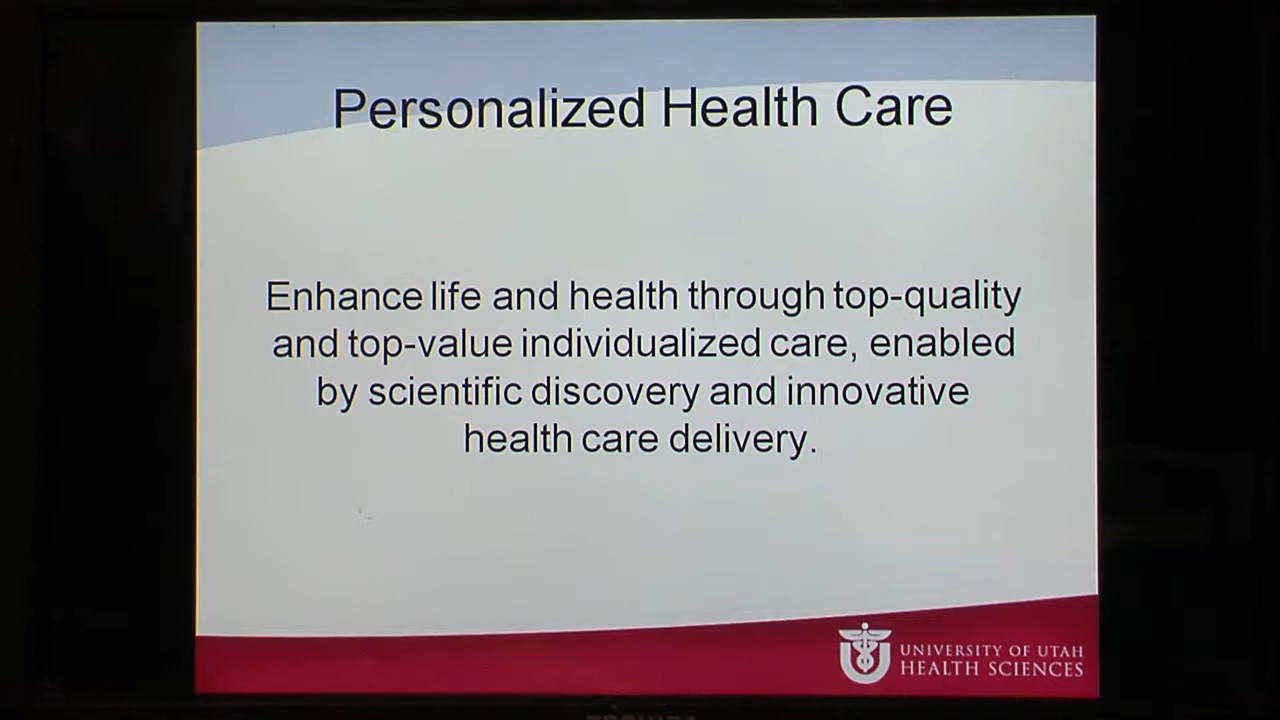 Personalized Health Care
Enhance life and health through top-quality
and top-value individualized care, enabled
by scientific discovery and innovative
health care delivery.
UNIVERSITY OF UTAH
HEALTH SCIENCES